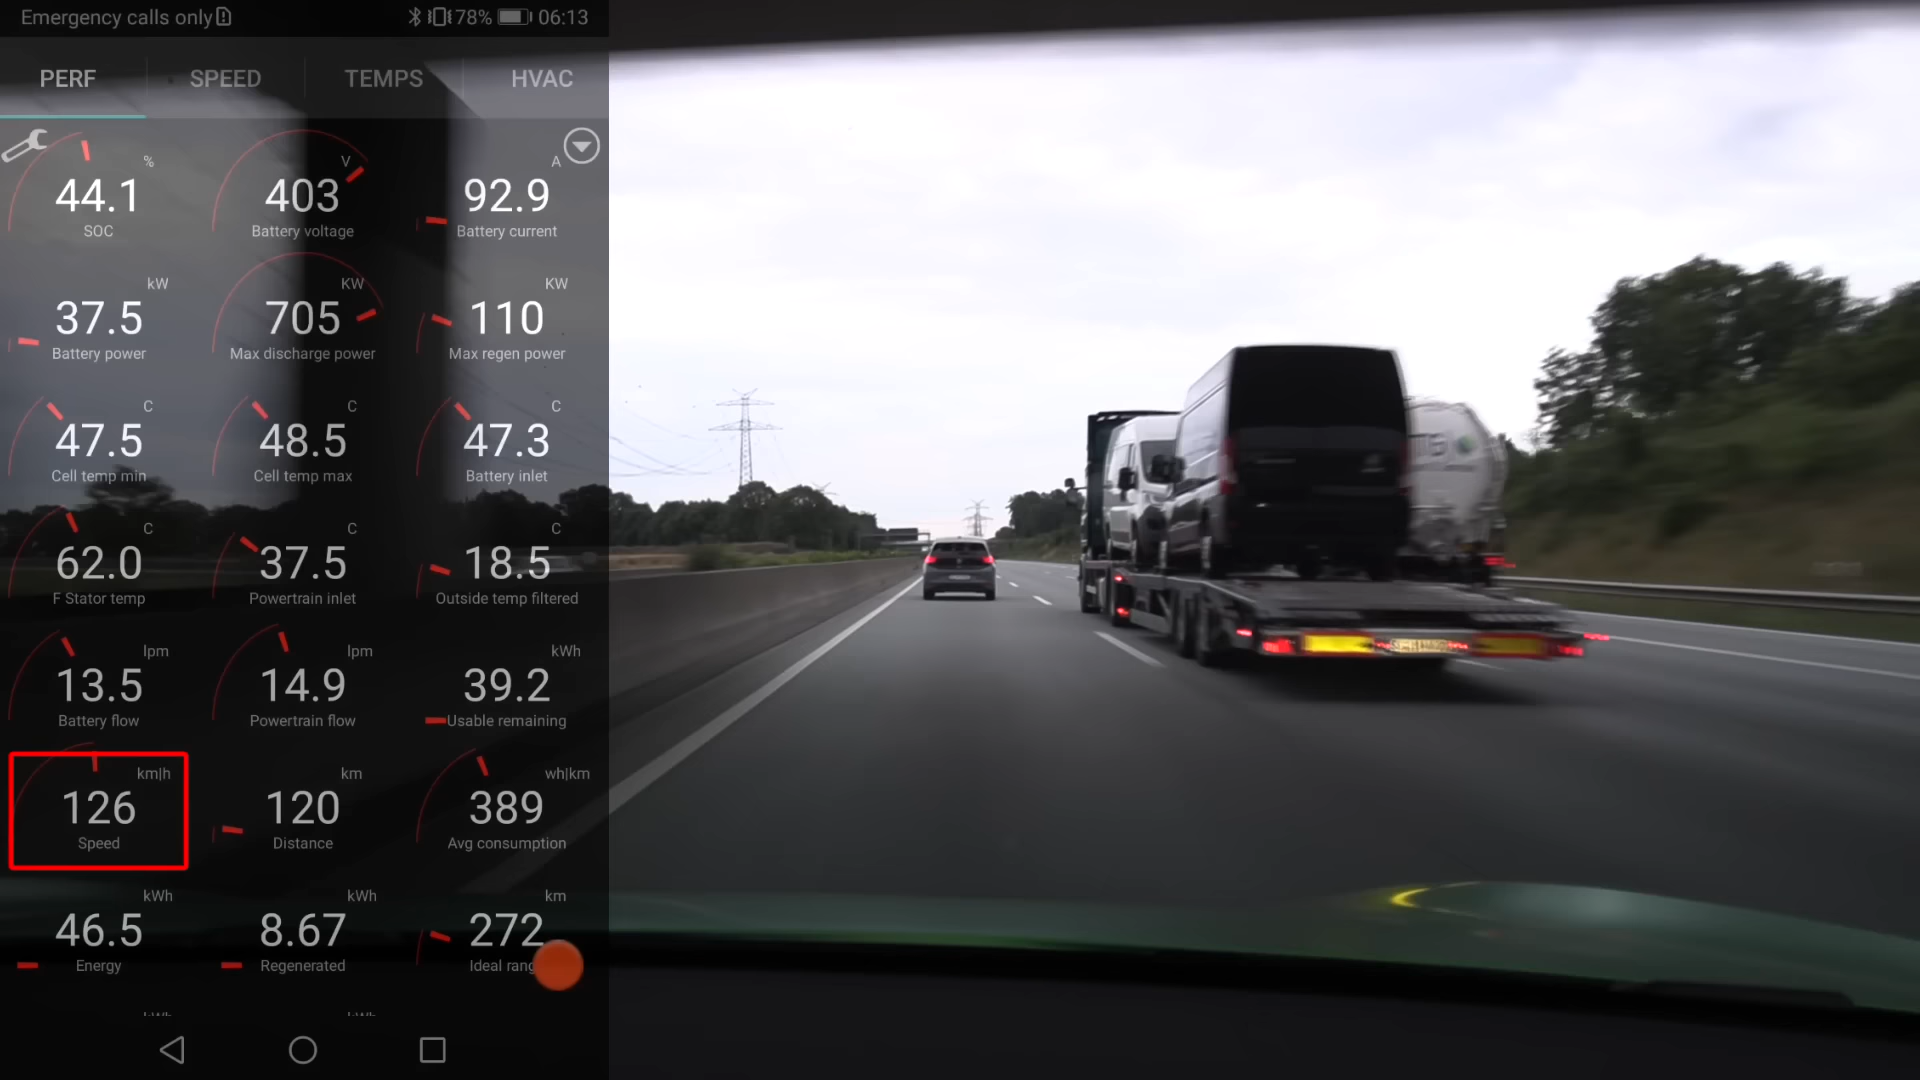 Emergency calls only
78%
06:13
PERF
SPEED
TEMPS
HVAC
%
V
A
44.1
403
92.9
SOC
Battery voltage
Battery current
kW
KW
KW
37.5
705
110
Battery power
Max discharge power
Max regen power
C
C
C
47.5
48.5
47.3
Cell temp min
Cell temp max
Battery inlet
C
C
C
62.0
37.5
18.5
F Stator temp
Powertrain inlet
Outside temp filtered
lpm
lpm
kWh
13.5
14.9
39.2
Battery flow
Powertrain flow
Usable remaining
km|h
km
wh|km
126
120
389
Speed
Distance
Avg consumption
kWh
kWh
km
46.5
8.67
272
Energy
Regenerated
Ideal rang
kWh
kWh